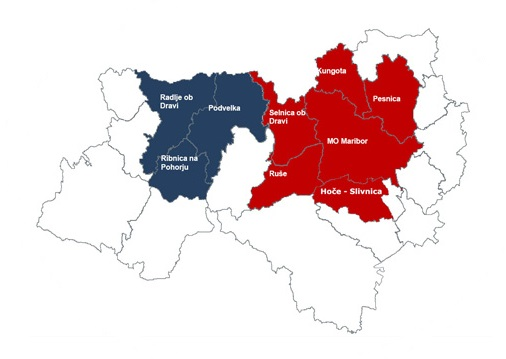 Kungota
Radlje ob
Dravi
Podvelka
Pesnica
Selnica ob
Dravi
MO Maribor
Ribnica na
Pohorju
Ruše
Hoče - Slivnica